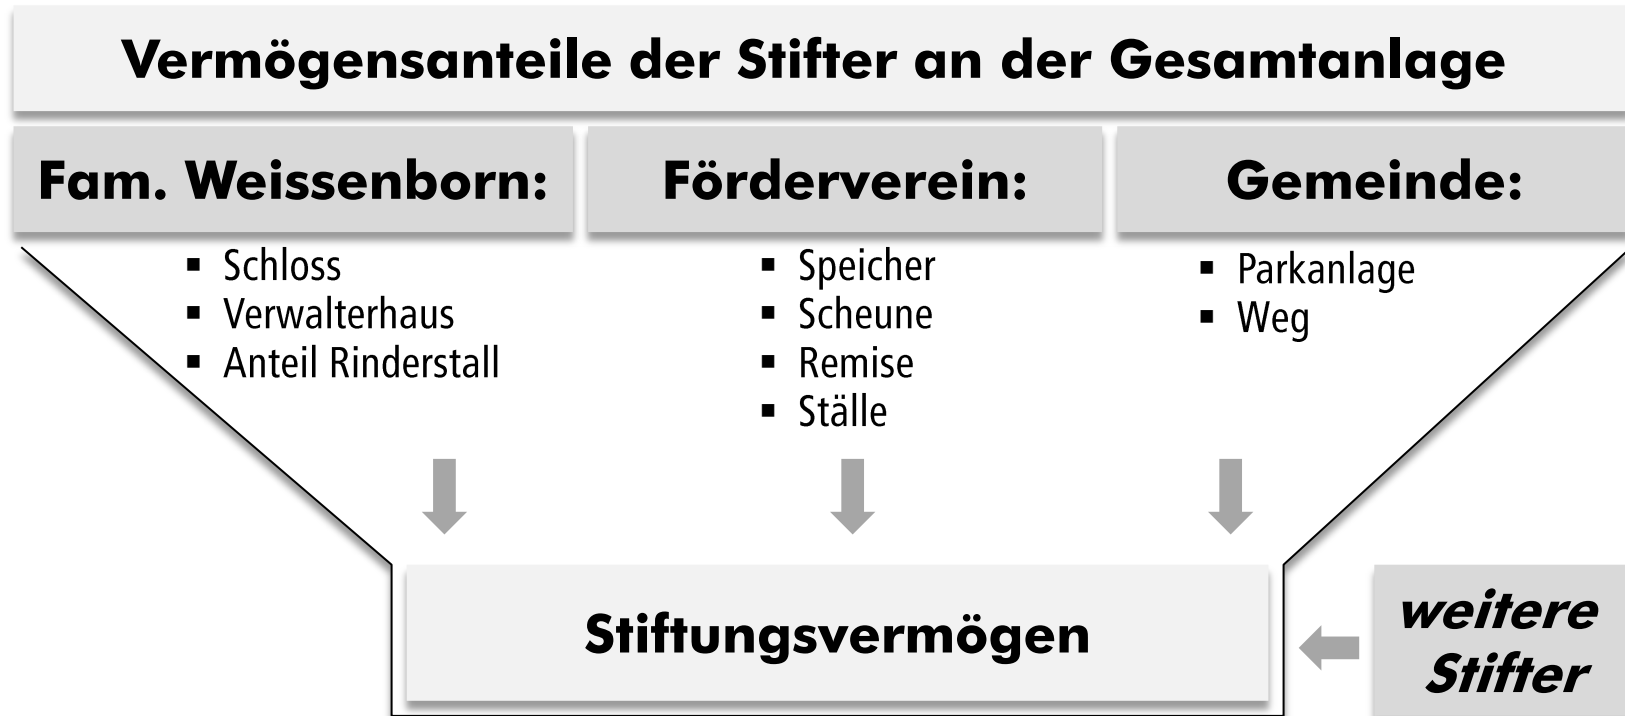 Vermögensanteile der Stifter an der Gesamtanlage
Fam. Weissenborn:
▪ Schloss
▪ Verwalterhaus
▪ Anteil Rinderstall
Förderverein:
▪ Speicher
▪ Scheune
▪ Remise
▪ Ställe
Gemeinde:
▪ Parkanlage
▪ Weg
Stiftungsvermögen
weitere
Stifter